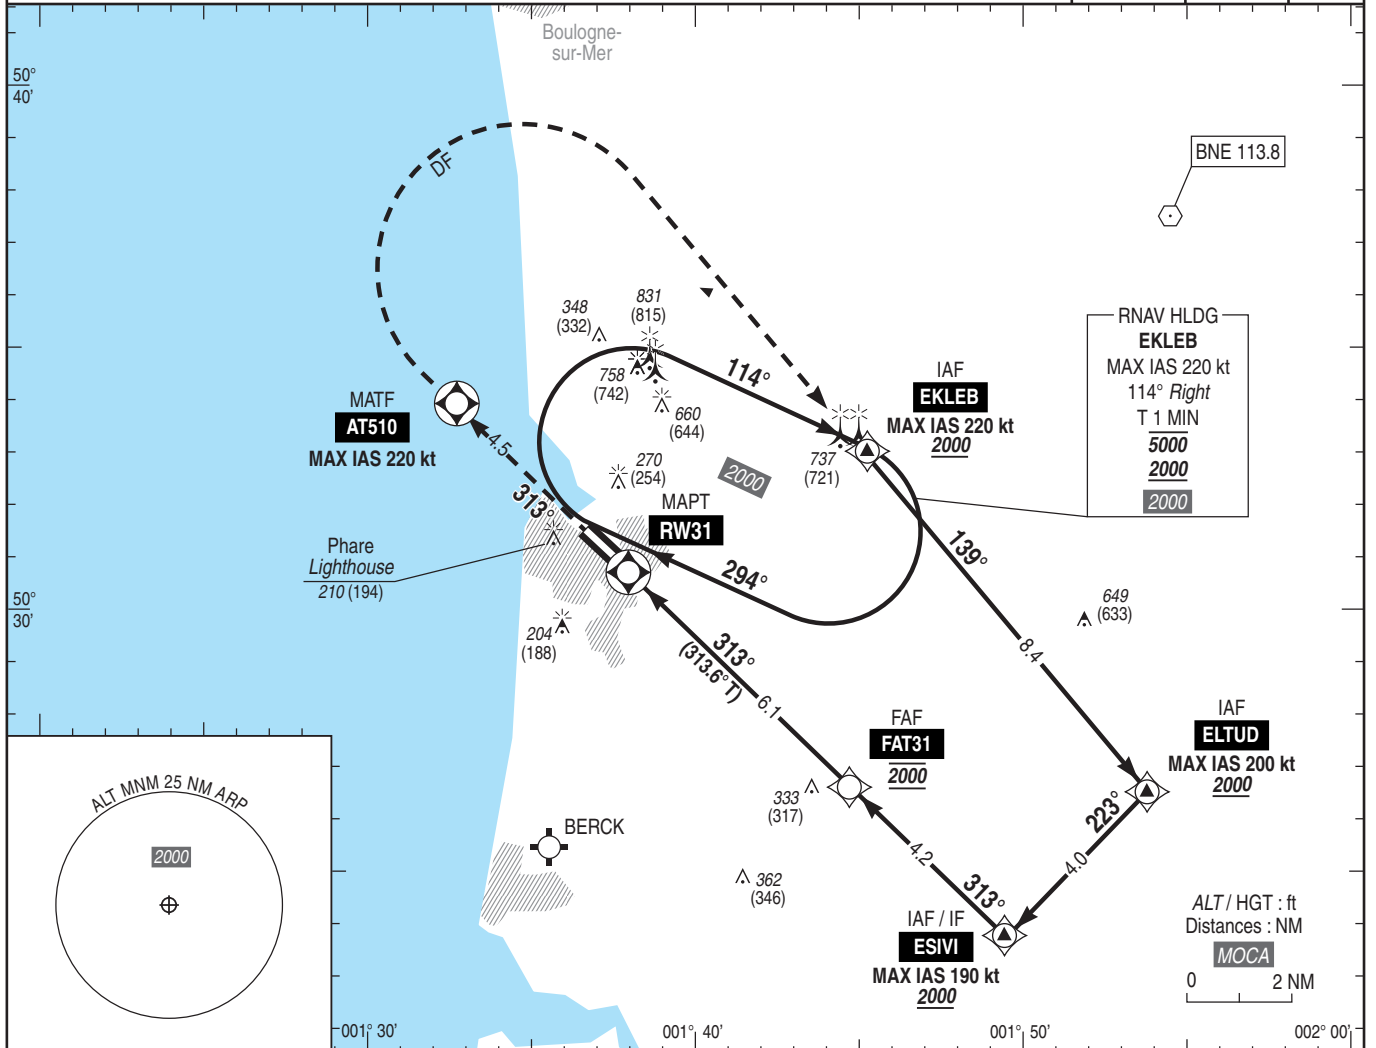 Boulogne-
sur-Mer
50°
40'
BNE 113.8
DF
348
(332)
831
(815)
758
(742)
660
(644)
270
(254)
114°
IAF
EKLEB
MAX IAS 220 kt
2000
737
(721)
RNAV HLDG
EKLEB
MAX IAS 220 kt
114° Right
T 1 MIN
5000
2000
2000
MATF
AT510
MAX IAS 220 kt
4.5
313°
2000
MAPT
RW31
Phare
Lighthouse
210 (194)
294°
139°
50°
30'
204
(188)
649
(633)
8.4
313°
(313.6° T)
6.1
FAF
FAT31
2000
IAF
ELTUD
MAX IAS 200 kt
2000
333
(317)
223°
4.0
4.2
313°
BERCK
362
(346)
IAF / IF
ESIVI
MAX IAS 190 kt
2000
ALT MNM 25 NM ARP
2000
ALT / HGT : ft
Distances : NM
MOCA
0 2 NM
001° 30'
001° 40'
001° 50'
002° 00'